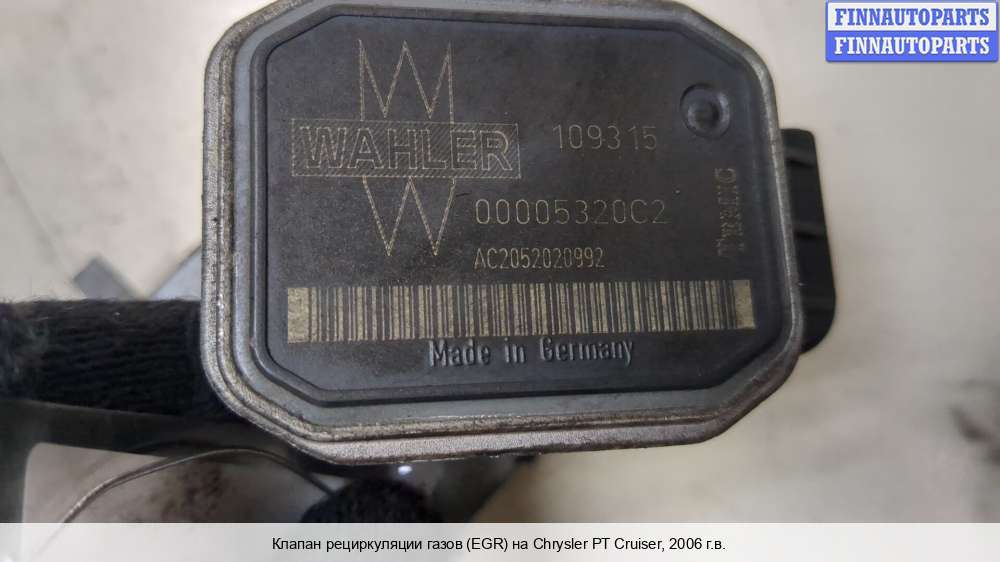 FINNAUTOPARTS
FINNAUTOPARTS
WAHLER
109315
00005320C2
AC2052020992
Made in Germany
Клапан рециркуляции газов (EGR) на Chrysler PT Cruiser, 2006 г.в.